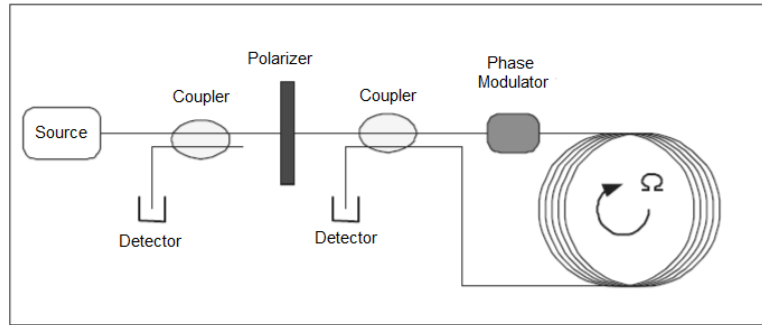 Polarizer
Phase
Modulator
Coupler
Coupler
Source
Ω
Detector
Detector